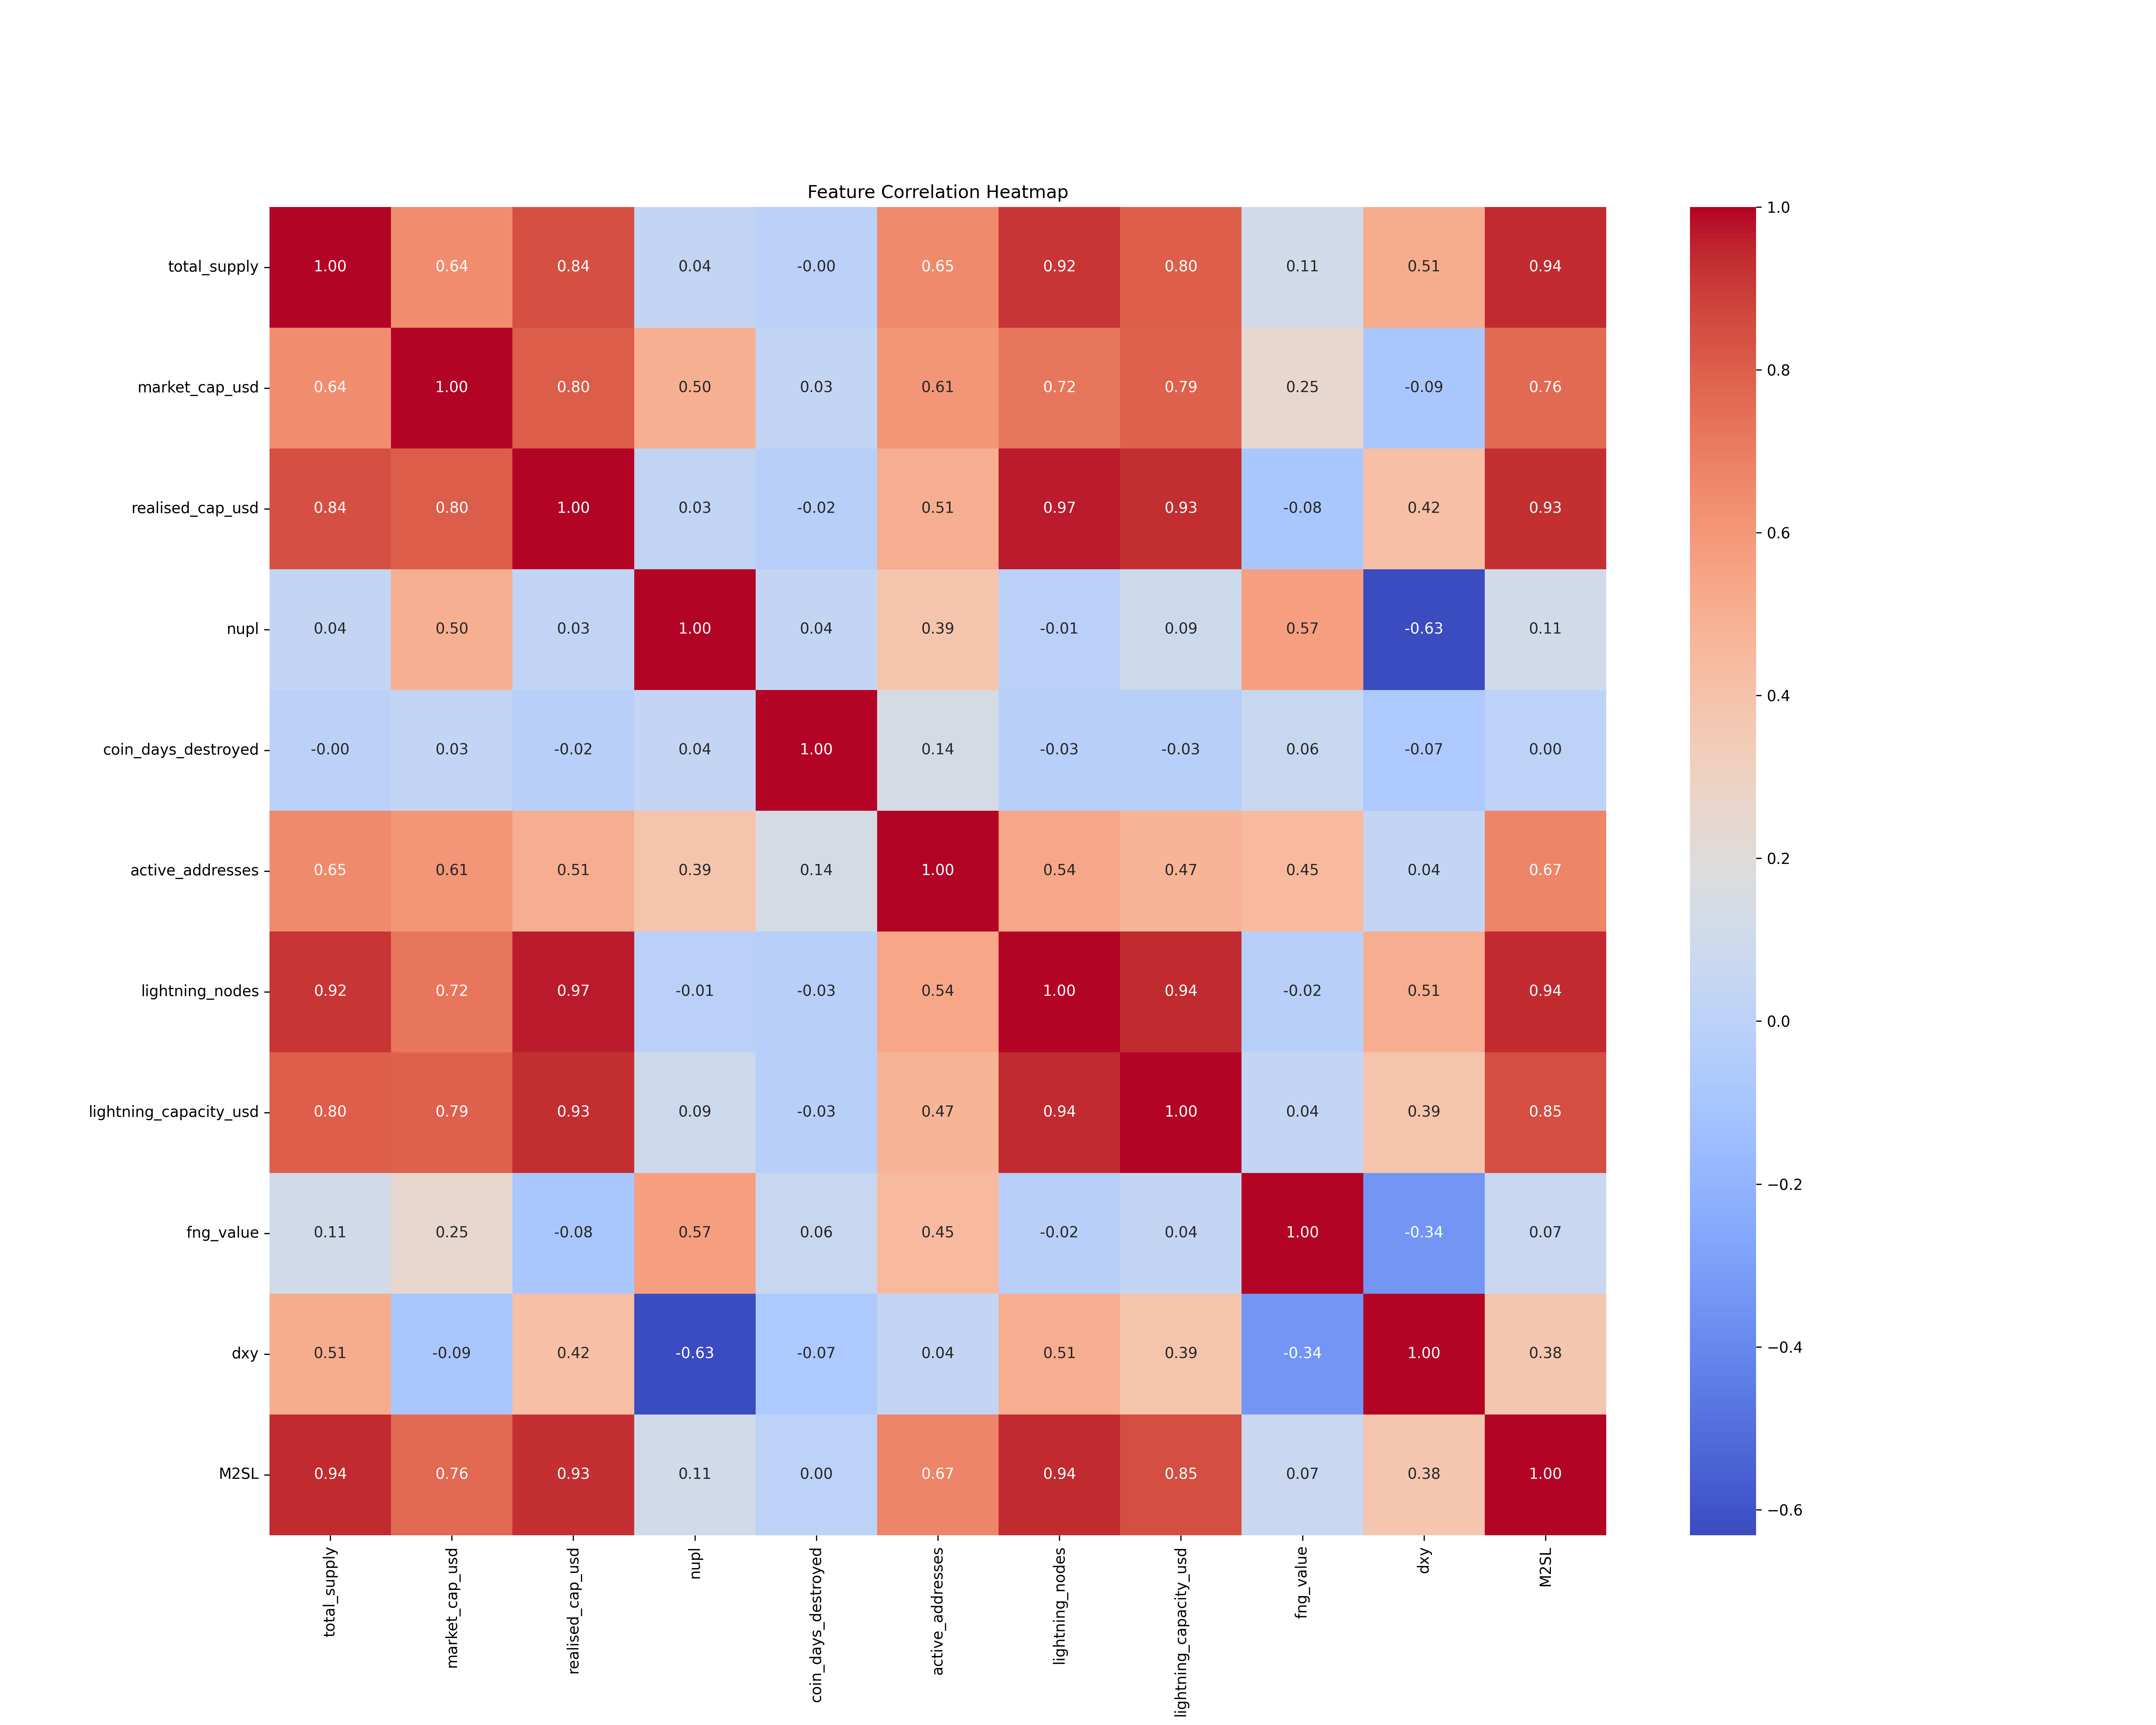 Feature Correlation Heatmap
total_supply 1.00 0.64 0.84 0.04 -0.00 0.65 0.92 0.80 0.11 0.51 0.94
market_cap_usd 0.64 1.00 0.80 0.50 0.03 0.61 0.72 0.79 0.25 -0.09 0.76
realised_cap_usd 0.84 0.80 1.00 0.03 -0.02 0.51 0.97 0.93 -0.08 0.42 0.93
nupl 0.04 0.50 0.03 1.00 0.04 0.39 -0.01 0.09 0.57 -0.63 0.11
coin_days_destroyed -0.00 0.03 -0.02 0.04 1.00 0.14 -0.03 -0.03 0.06 -0.07 0.00
active_addresses 0.65 0.61 0.51 0.39 0.14 1.00 0.54 0.47 0.45 0.04 0.67
lightning_nodes 0.92 0.72 0.97 -0.01 -0.03 0.54 1.00 0.94 -0.02 0.51 0.94
lightning_capacity_usd 0.80 0.79 0.93 0.09 -0.03 0.47 0.94 1.00 0.04 0.39 0.85
fng_value 0.11 0.25 -0.08 0.57 0.06 0.45 -0.02 0.04 1.00 -0.34 0.07
dxy 0.51 -0.09 0.42 -0.63 -0.07 0.04 0.51 0.39 -0.34 1.00 0.38
M2SL 0.94 0.76 0.93 0.11 0.00 0.67 0.94 0.85 0.07 0.38 1.00
total_supply
market_cap_usd
realised_cap_usd
nupl
coin_days_destroyed
active_addresses
lightning_nodes
lightning_capacity_usd
fng_value
dxy
M2SL
1.0
0.8
0.6
0.4
0.2
0.0
−0.2
−0.4
−0.6